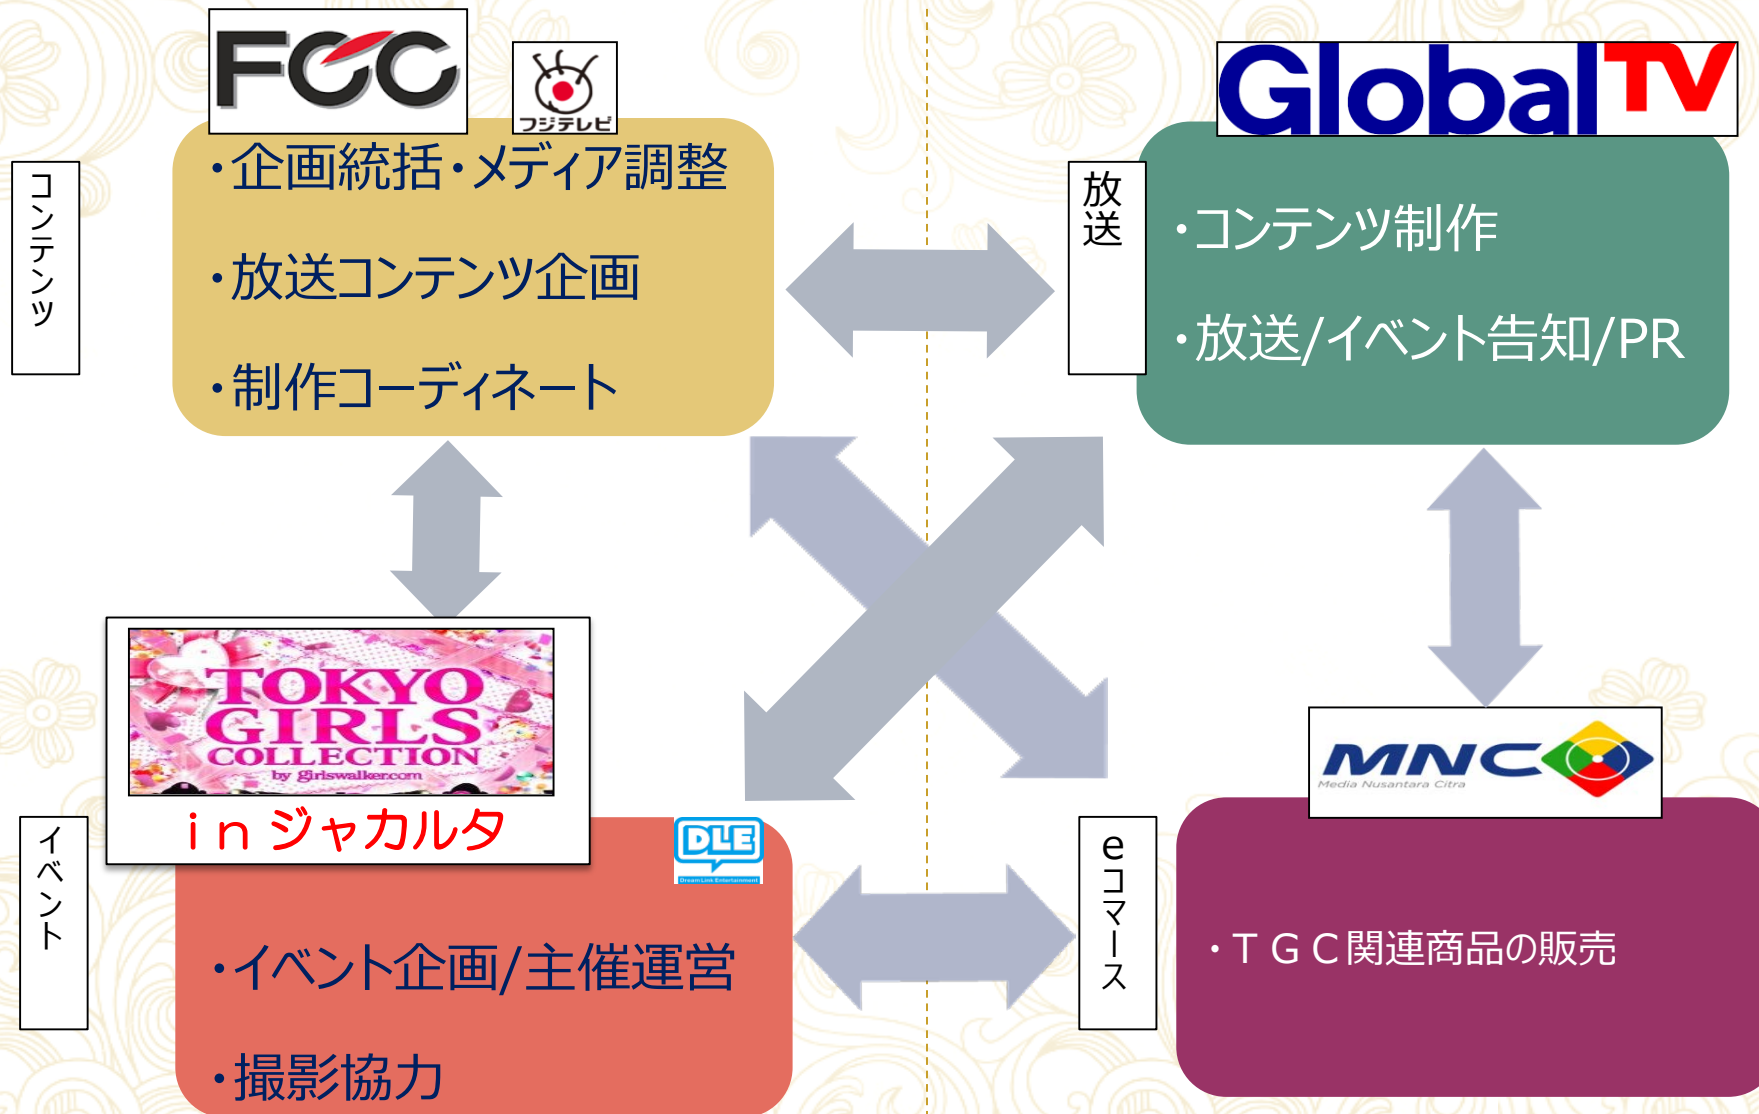 FCC
フジテレビ
コンテンツ
・企画統括・メディア調整
・放送コンテンツ企画
・制作コーディネート
GlobalTV
放送
・コンテンツ制作
・放送/イベント告知/PR
TOKYO
GIRLS
COLLECTION
by girlswalker.com
in ジャカルタ
DLE
Dream Link Entertainment
イベント
・イベント企画/主催運営
・撮影協力
MNC
Media Nusantara Citra
eコマース
・ＴＧＣ関連商品の販売